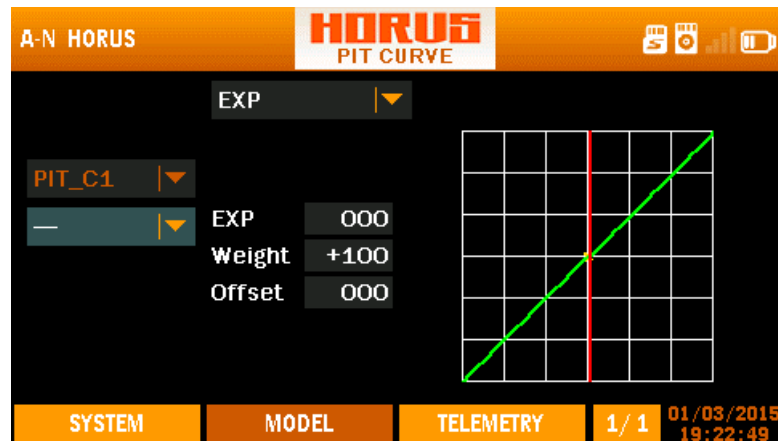 A-N HORUS
HORUS
PIT CURVE
EXP
PIT_C1
—
EXP 000
Weight +100
Offset 000
SYSTEM MODEL TELEMETRY 1/1 01/03/2015
19:22:49